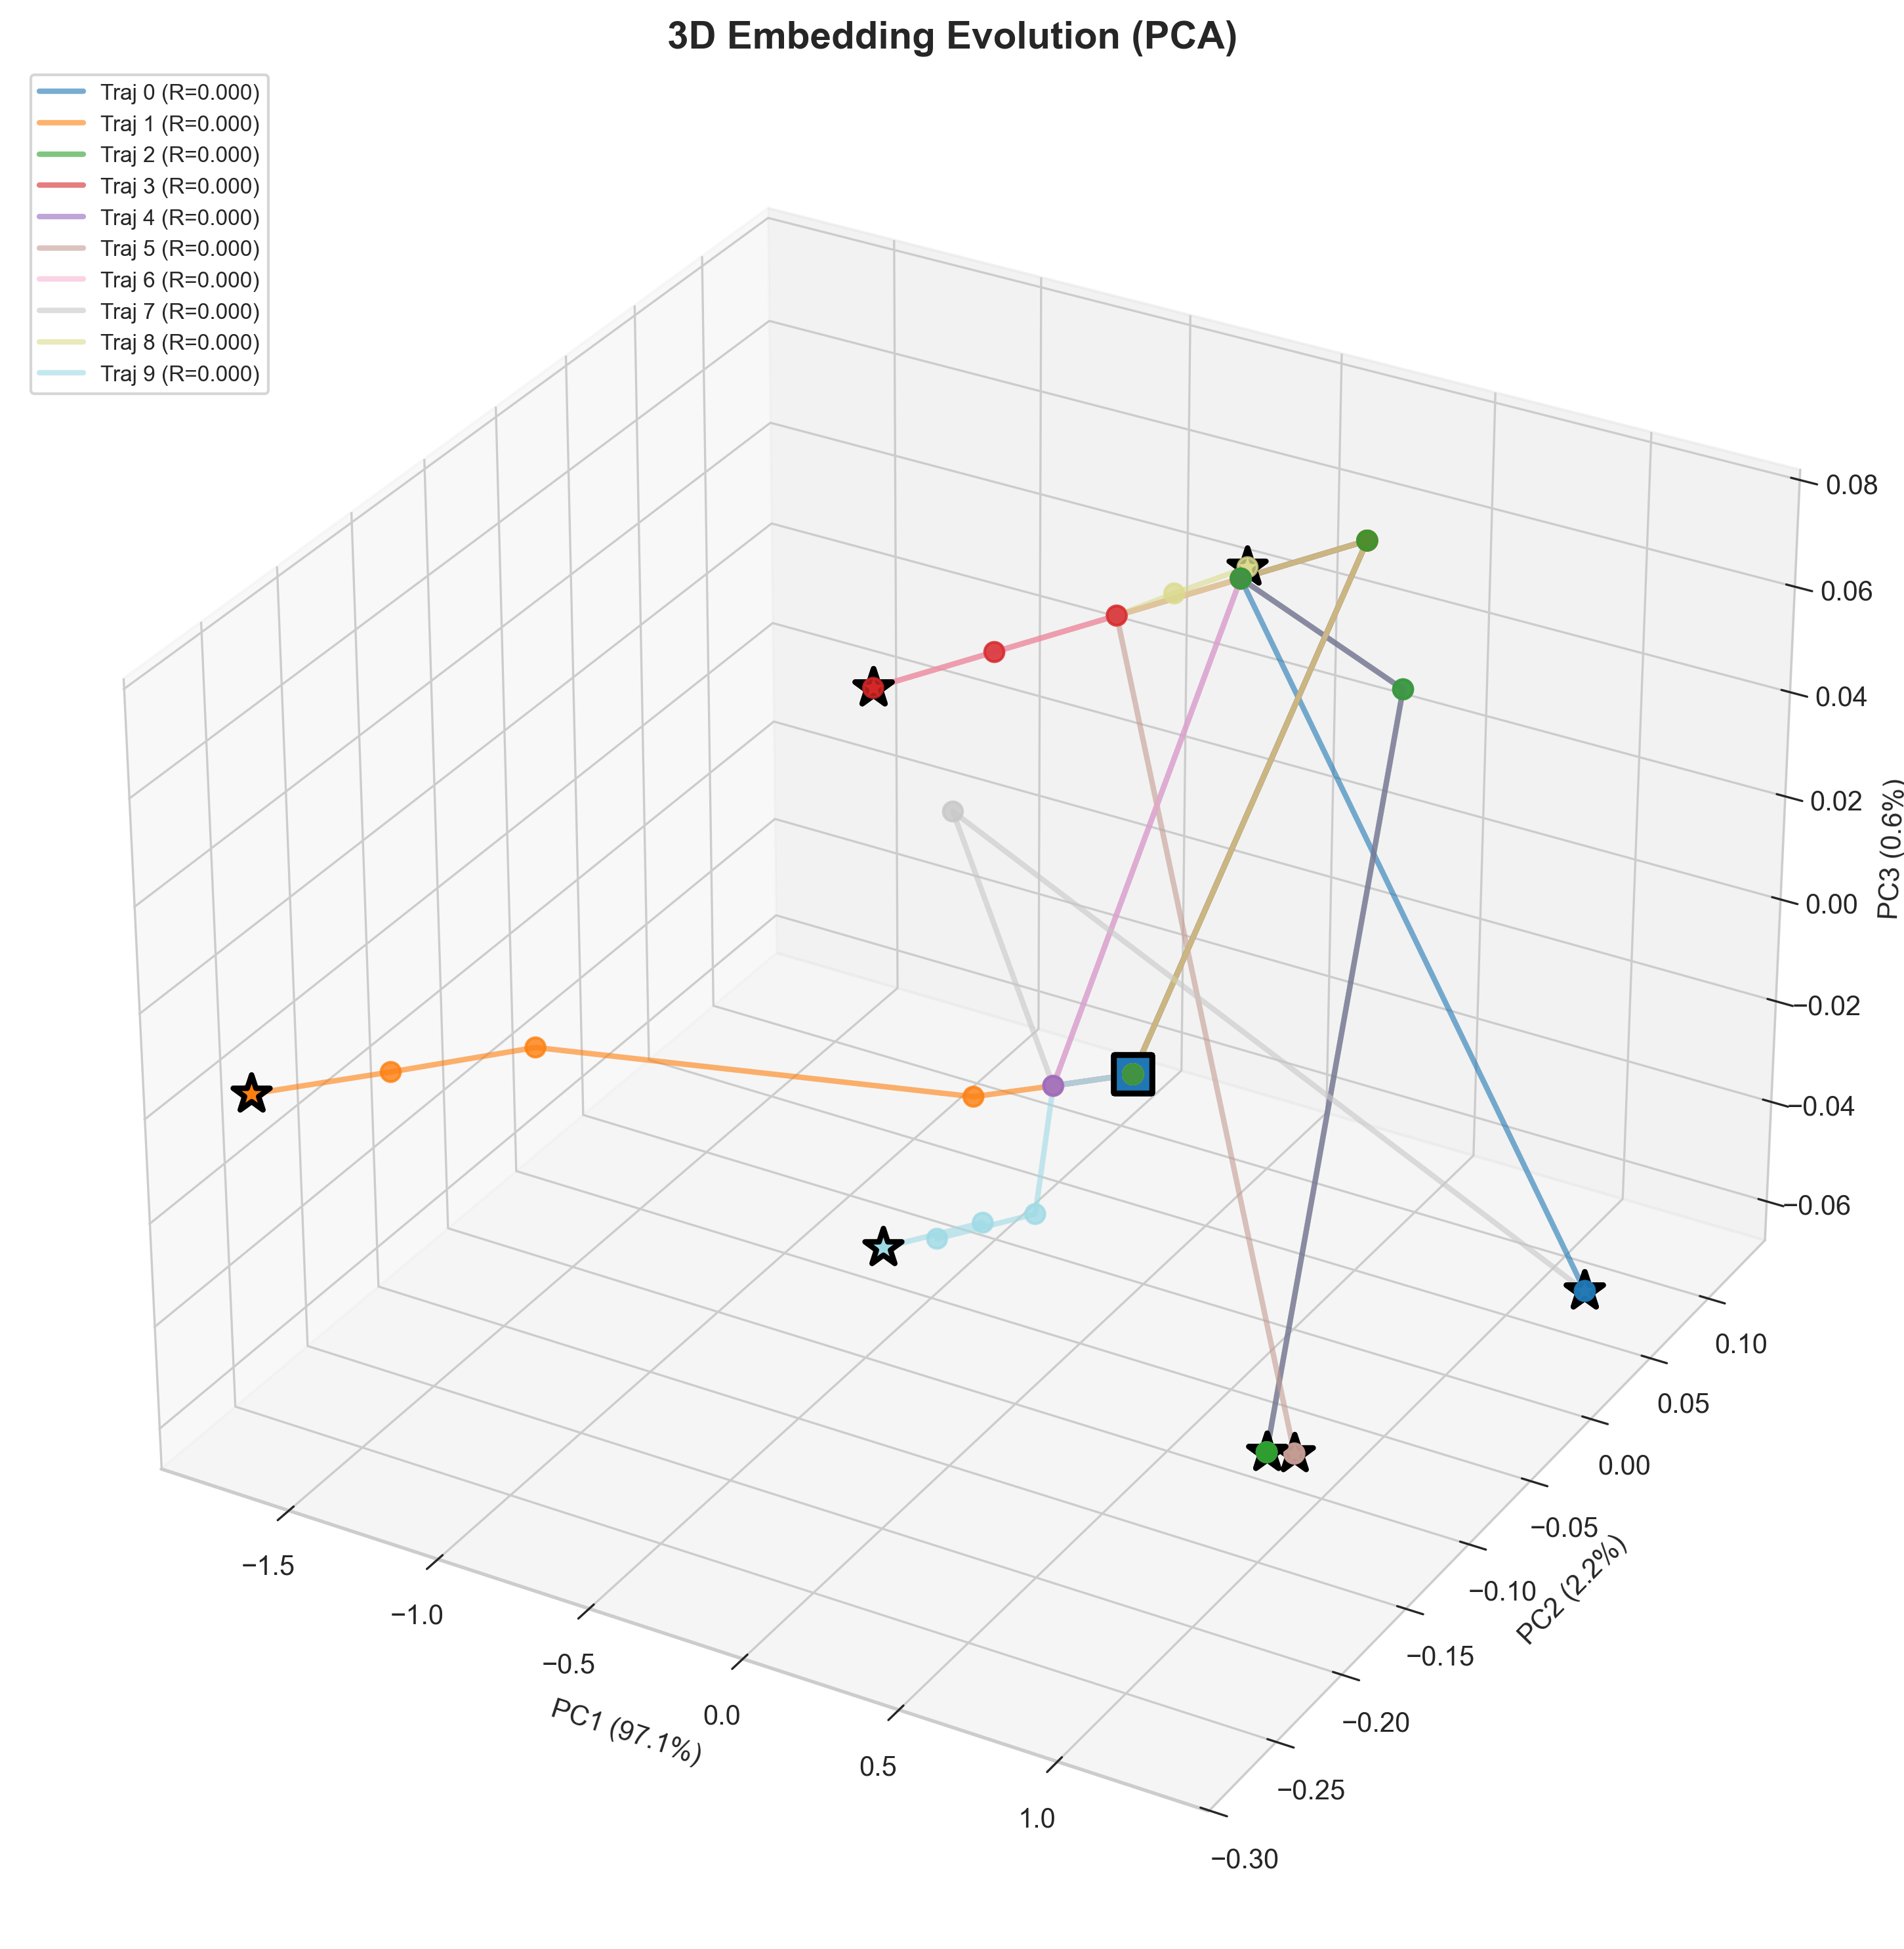 3D Embedding Evolution (PCA)
Traj 0 (R=0.000)
Traj 1 (R=0.000)
Traj 2 (R=0.000)
Traj 3 (R=0.000)
Traj 4 (R=0.000)
Traj 5 (R=0.000)
Traj 6 (R=0.000)
Traj 7 (R=0.000)
Traj 8 (R=0.000)
Traj 9 (R=0.000)
0.08
0.06
0.04
0.02
0.00
−0.02
−0.04
−0.06
PC3 (0.6%)
0.10
0.05
0.00
−0.05
−0.10
−0.15
−0.20
−0.25
−0.30
PC2 (2.2%)
−1.5
−1.0
−0.5
0.0
0.5
1.0
PC1 (97.1%)